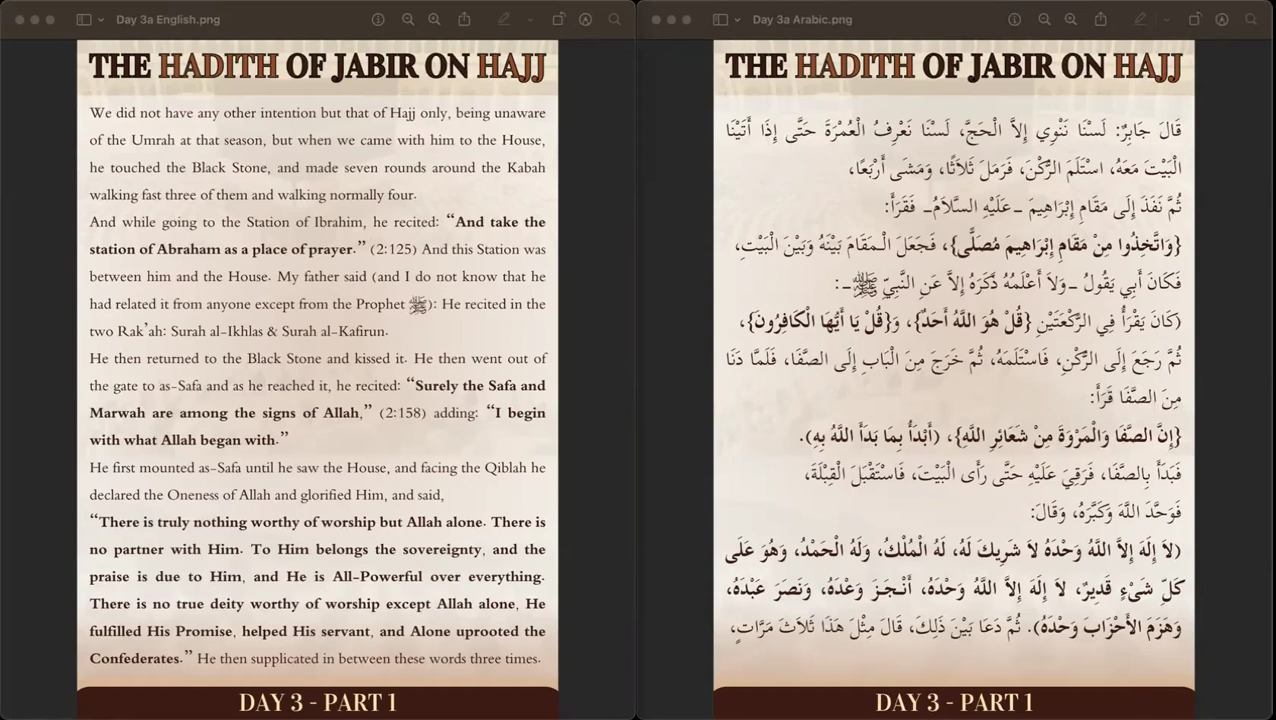 Day 3a English.png
THE HADITH OF JABIR ON HAJJ
We did not have any other intention but that of Hajj only, being unaware
of the Umrah at that season, but when we came with him to the House,
he touched the Black Stone, and made seven rounds around the Kabah
walking fast three of them and walking normally four.
And while going to the Station of Ibrahim, he recited: “And take the
station of Abraham as a place of prayer.” (2:125) And this Station was
between him and the House. My father said (and I do not know that he
had related it from anyone except from the Prophet ﷺ): He recited in the
two Rak’ah: Surah al-Ikhlas & Surah al-Kafirun.
He then returned to the Black Stone and kissed it. He then went out of
the gate to as-Safa and as he reached it, he recited: “Surely the Safa and
Marwah are among the signs of Allah,” (2:158) adding: “I begin
with what Allah began with.”
He first mounted as-Safa until he saw the House, and facing the Qiblah he
declared the Oneness of Allah and glorified Him, and said,
“There is truly nothing worthy of worship but Allah alone. There is
no partner with Him. To Him belongs the sovereignty, and the
praise is due to Him, and He is All-Powerful over everything.
There is no true deity worthy of worship except Allah alone, He
fulfilled His Promise, helped His servant, and Alone uprooted the
Confederates.” He then supplicated in between these words three times.
DAY 3 - PART 1
Day 3a Arabic.png
THE HADITH OF JABIR ON HAJJ
قَالَ جَابِرٌ: لَسْنَا نَنْوِي إِلاَّ الْحَجَّ، لَسْنَا نَعْرِفُ الْعُمْرَةَ حَتَّى إِذَا أَتَيْنَا
الْبَيْتَ مَعَهُ، اسْتَلَمَ الرُّكْنَ، فَرَمَلَ ثَلاَثًا، وَمَشَى أَرْبَعًا،
ثُمَّ نَفَذَ إِلَى مَقَامِ إِبْرَاهِيمَ ـ عَلَيْهِ السَّلاَمُ ـ فَقَرَأَ:
{وَاتَّخِذُوا مِنْ مَقَامِ إِبْرَاهِيمَ مُصَلًّى}، فَجَعَلَ الْمَقَامَ بَيْنَهُ وَبَيْنَ الْبَيْتِ،
فَكَانَ أَبِي يَقُولُ ـ وَلاَ أَعْلَمُهُ ذَكَرَهُ إِلاَّ عَنِ النَّبِيِّ ﷺ ـ:
(كَانَ يَقْرَأُ فِي الرَّكْعَتَيْنِ {قُلْ هُوَ اللَّهُ أَحَدٌ}، وَ{قُلْ يَا أَيُّهَا الْكَافِرُونَ}،
ثُمَّ رَجَعَ إِلَى الرُّكْنِ، فَاسْتَلَمَهُ، ثُمَّ خَرَجَ مِنَ الْبَابِ إِلَى الصَّفَا، فَلَمَّا دَنَا
مِنَ الصَّفَا قَرَأَ:
{إِنَّ الصَّفَا وَالْمَرْوَةَ مِنْ شَعَائِرِ اللَّهِ}، (أَبْدَأُ بِمَا بَدَأَ اللَّهُ بِهِ).
فَبَدَأَ بِالصَّفَا، فَرَقِيَ عَلَيْهِ حَتَّى رَأَى الْبَيْتَ، فَاسْتَقْبَلَ الْقِبْلَةَ،
فَوَحَّدَ اللَّهَ وَكَبَّرَهُ، وَقَالَ:
(لاَ إِلَهَ إِلاَّ اللَّهُ وَحْدَهُ لاَ شَرِيكَ لَهُ، لَهُ الْمُلْكُ، وَلَهُ الْحَمْدُ، وَهُوَ عَلَى
كَلِّ شَيْءٍ قَدِيرٌ، لاَ إِلَهَ إِلاَّ اللَّهُ وَحْدَهُ، أَنْجَزَ وَعْدَهُ، وَنَصَرَ عَبْدَهُ،
وَهَزَمَ الأَحْزَابَ وَحْدَهُ). ثُمَّ دَعَا بَيْنَ ذَلِكَ، قَالَ مِثْلَ هَذَا ثَلاَثَ مَرَّاتٍ،
DAY 3 - PART 1